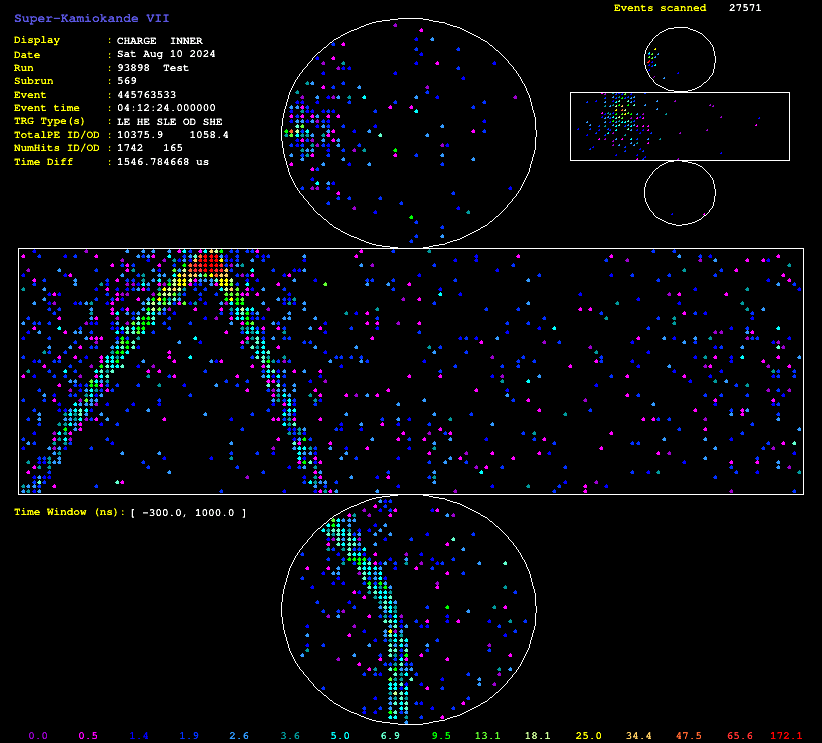 Events scanned 27571
Super-Kamiokande VII
Display : CHARGE INNER
Date : Sat Aug 10 2024
Run : 93898 Test
Subrun : 569
Event : 445763533
Event time : 04:12:24.000000
TRG Type(s) : LE HE SLE OD SHE
TotalPE ID/OD : 10375.9 1058.4
NumHits ID/OD : 1742 165
Time Diff : 1546.784668 us
Time Window (ns): [ -300.0, 1000.0 ]
0.0 0.5 1.4 1.9 2.6 3.6 5.0 6.9 9.5 13.1 18.1 25.0 34.4 47.5 65.6 172.1